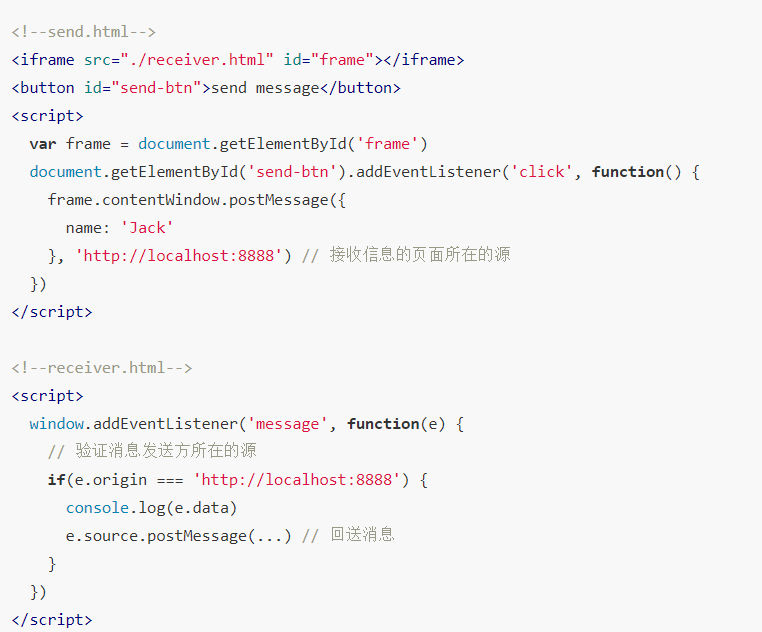 <!--send.html-->
<iframe src="./receiver.html" id="frame"></iframe>
<button id="send-btn">send message</button>
<script>
  var frame = document.getElementById('frame')
  document.getElementById('send-btn').addEventListener('click', function() {
    frame.contentWindow.postMessage({
      name: 'Jack'
    }, 'http://localhost:8888') // 接收信息的页面所在的源
  })
</script>

<!--receiver.html-->
<script>
  window.addEventListener('message', function(e) {
    // 验证消息发送方所在的源
    if(e.origin === 'http://localhost:8888') {
      console.log(e.data)
      e.source.postMessage(...) // 回送消息
    }
  })
</script>